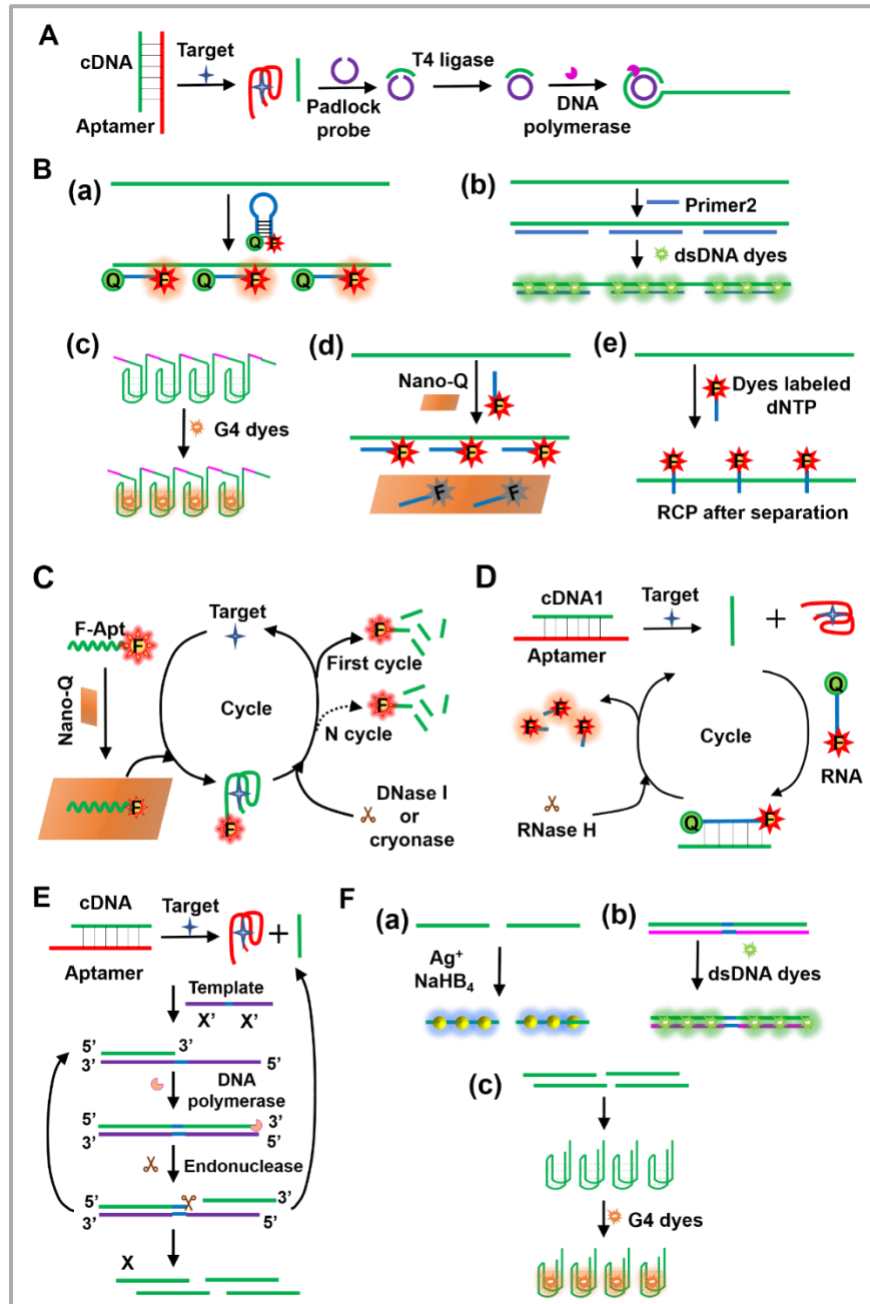 A
cDNA
Target
Aptamer
Padlock
probe
T4 ligase
DNA
polymerase
B
(a)
Q F
Q F Q F Q F
(b)
Primer2
dsDNA dyes
(c)
G4 dyes
(d)
Nano-Q
F
F F F
F F
(e)
F
Dyes labeled
dNTP
F F F
RCP after separation
C
F-Apt
F
Nano-Q
F
Target
Cycle
F
F
First cycle
F
N cycle
DNase I
or
cryonase
D
cDNA1
Target
+
Aptamer
Q
F
RNA
F F F
Cycle
RNase H
Q F
E
cDNA
Target
+
Aptamer
Template
X' X'
5' 3'
3' 5'
DNA
polymerase
5' 3'
3' 5'
Endonuclease
5' 3'
3' 5'
X
F
(a)
Ag+
NaHB4
(b)
dsDNA dyes
(c)
G4 dyes